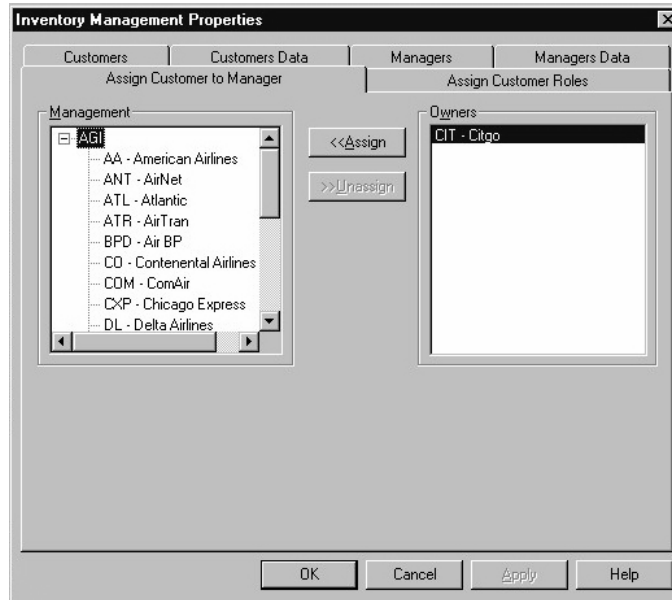 Inventory Management Properties
Customers
Customers Data
Managers
Managers Data
Assign Customer to Manager
Assign Customer Roles
Management
AGI
AA - American Airlines
ANT - AirNet
ATL - Atlantic
ATR - AirTran
BPD - Air BP
CO - Contenental Airlines
COM - ComAir
CXP - Chicago Express
DL - Delta Airlines
<<Assign
>>Unassign
Owners
CIT - Citgo
OK
Cancel
Apply
Help